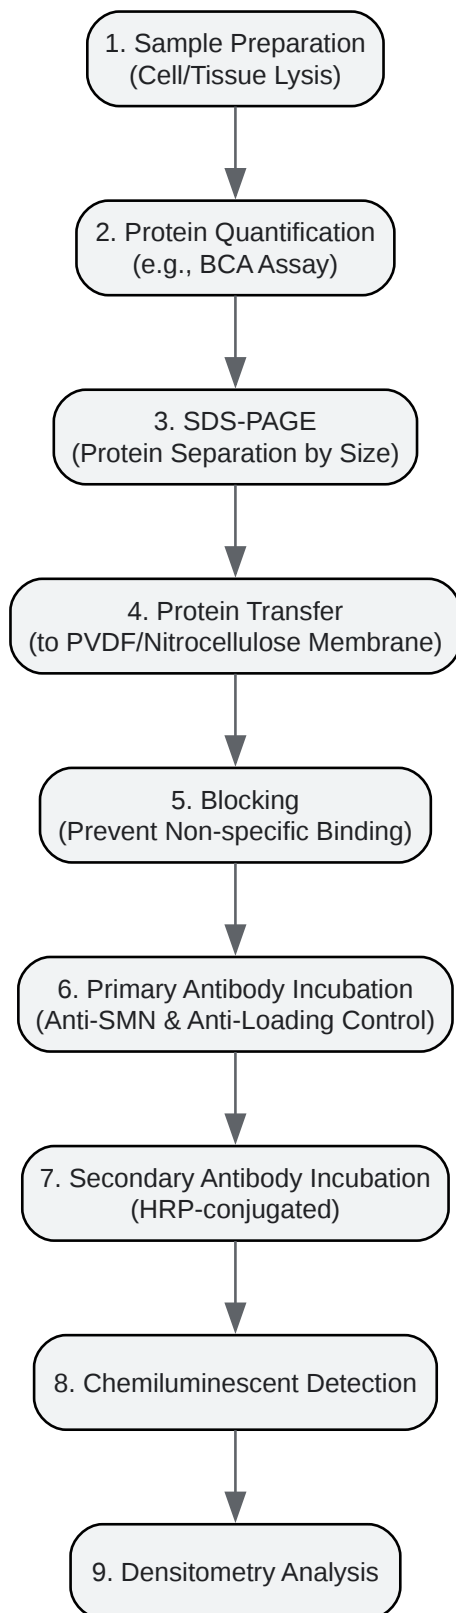 1. Sample Preparation
(Cell/Tissue Lysis)
2. Protein Quantification
(e.g., BCA Assay)
3. SDS-PAGE
(Protein Separation by Size)
4. Protein Transfer
(to PVDF/Nitrocellulose Membrane)
5. Blocking
(Prevent Non-specific Binding)
6. Primary Antibody Incubation
(Anti-SMN & Anti-Loading Control)
7. Secondary Antibody Incubation
(HRP-conjugated)
8. Chemiluminescent Detection
9. Densitometry Analysis